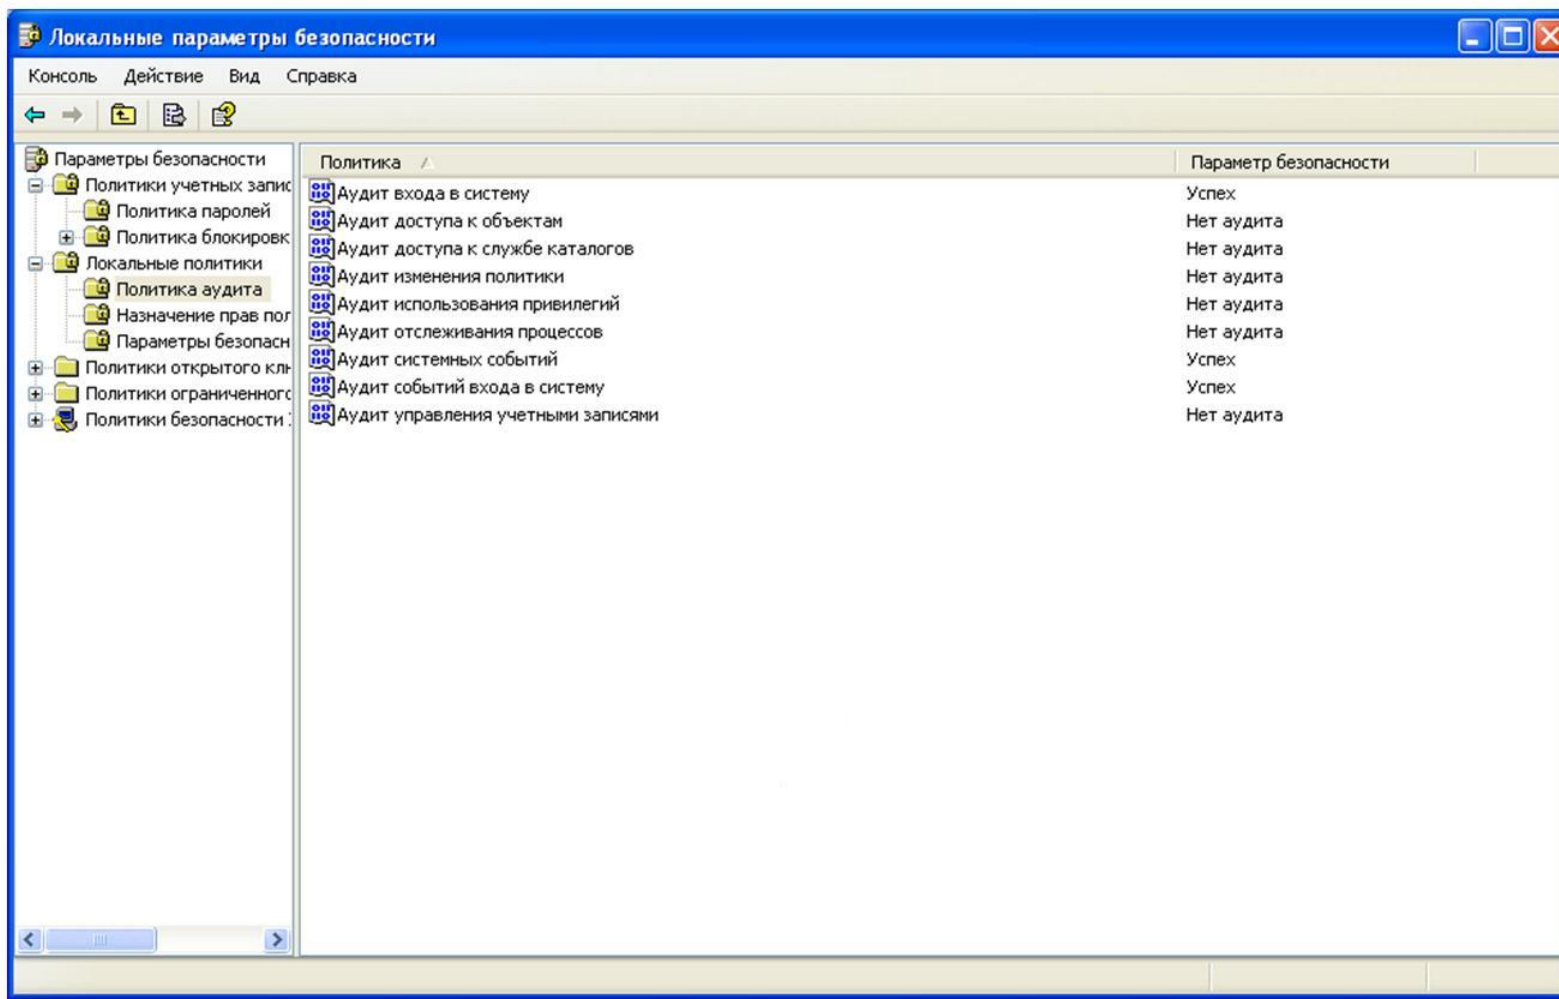 Локальные параметры безопасности
Консоль Действие Вид Справка
Параметры безопасности
Политики учетных запис
Политика паролей
Политика блокировк
Локальные политики
Политика аудита
Назначение прав пол
Параметры безопасн
Политики открытого клн
Политики ограниченного
Политики безопасности
Политика Параметр безопасности
Аудит входа в систему Успех
Аудит доступа к объектам Нет аудита
Аудит доступа к службе каталогов Нет аудита
Аудит изменения политики Нет аудита
Аудит использования привилегий Нет аудита
Аудит отслеживания процессов Нет аудита
Аудит системных событий Успех
Аудит событий входа в систему Успех
Аудит управления учетными записями Нет аудита